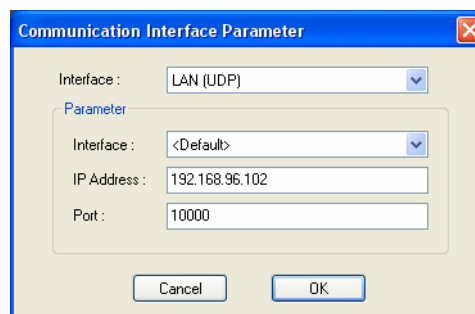 Communication Interface Parameter
Interface : LAN (UDP)
Parameter
Interface : <Default>
IP Address : 192.168.96.102
Port : 10000
Cancel OK